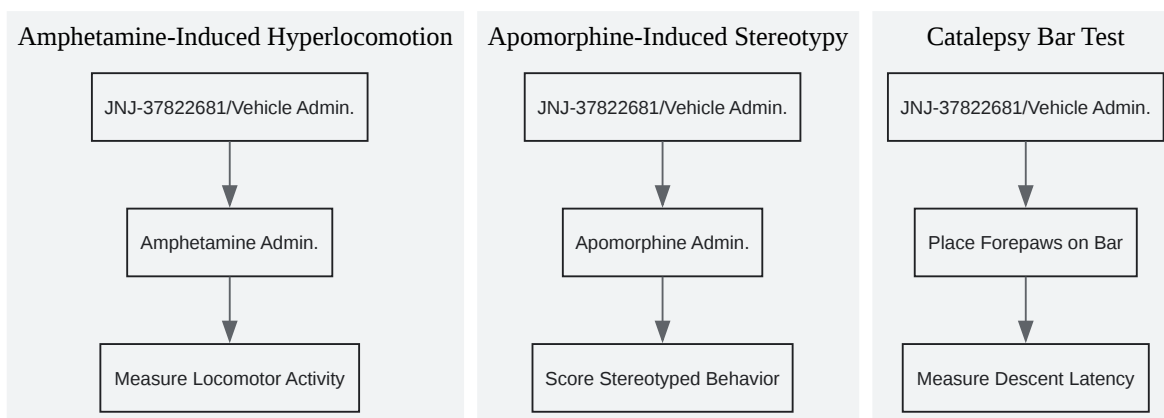 Amphetamine-Induced Hyperlocomotion
JNJ-37822681/Vehicle Admin.
Amphetamine Admin.
Measure Locomotor Activity
Apomorphine-Induced Stereotypy
JNJ-37822681/Vehicle Admin.
Apomorphine Admin.
Score Stereotyped Behavior
Catalepsy Bar Test
JNJ-37822681/Vehicle Admin.
Place Forepaws on Bar
Measure Descent Latency